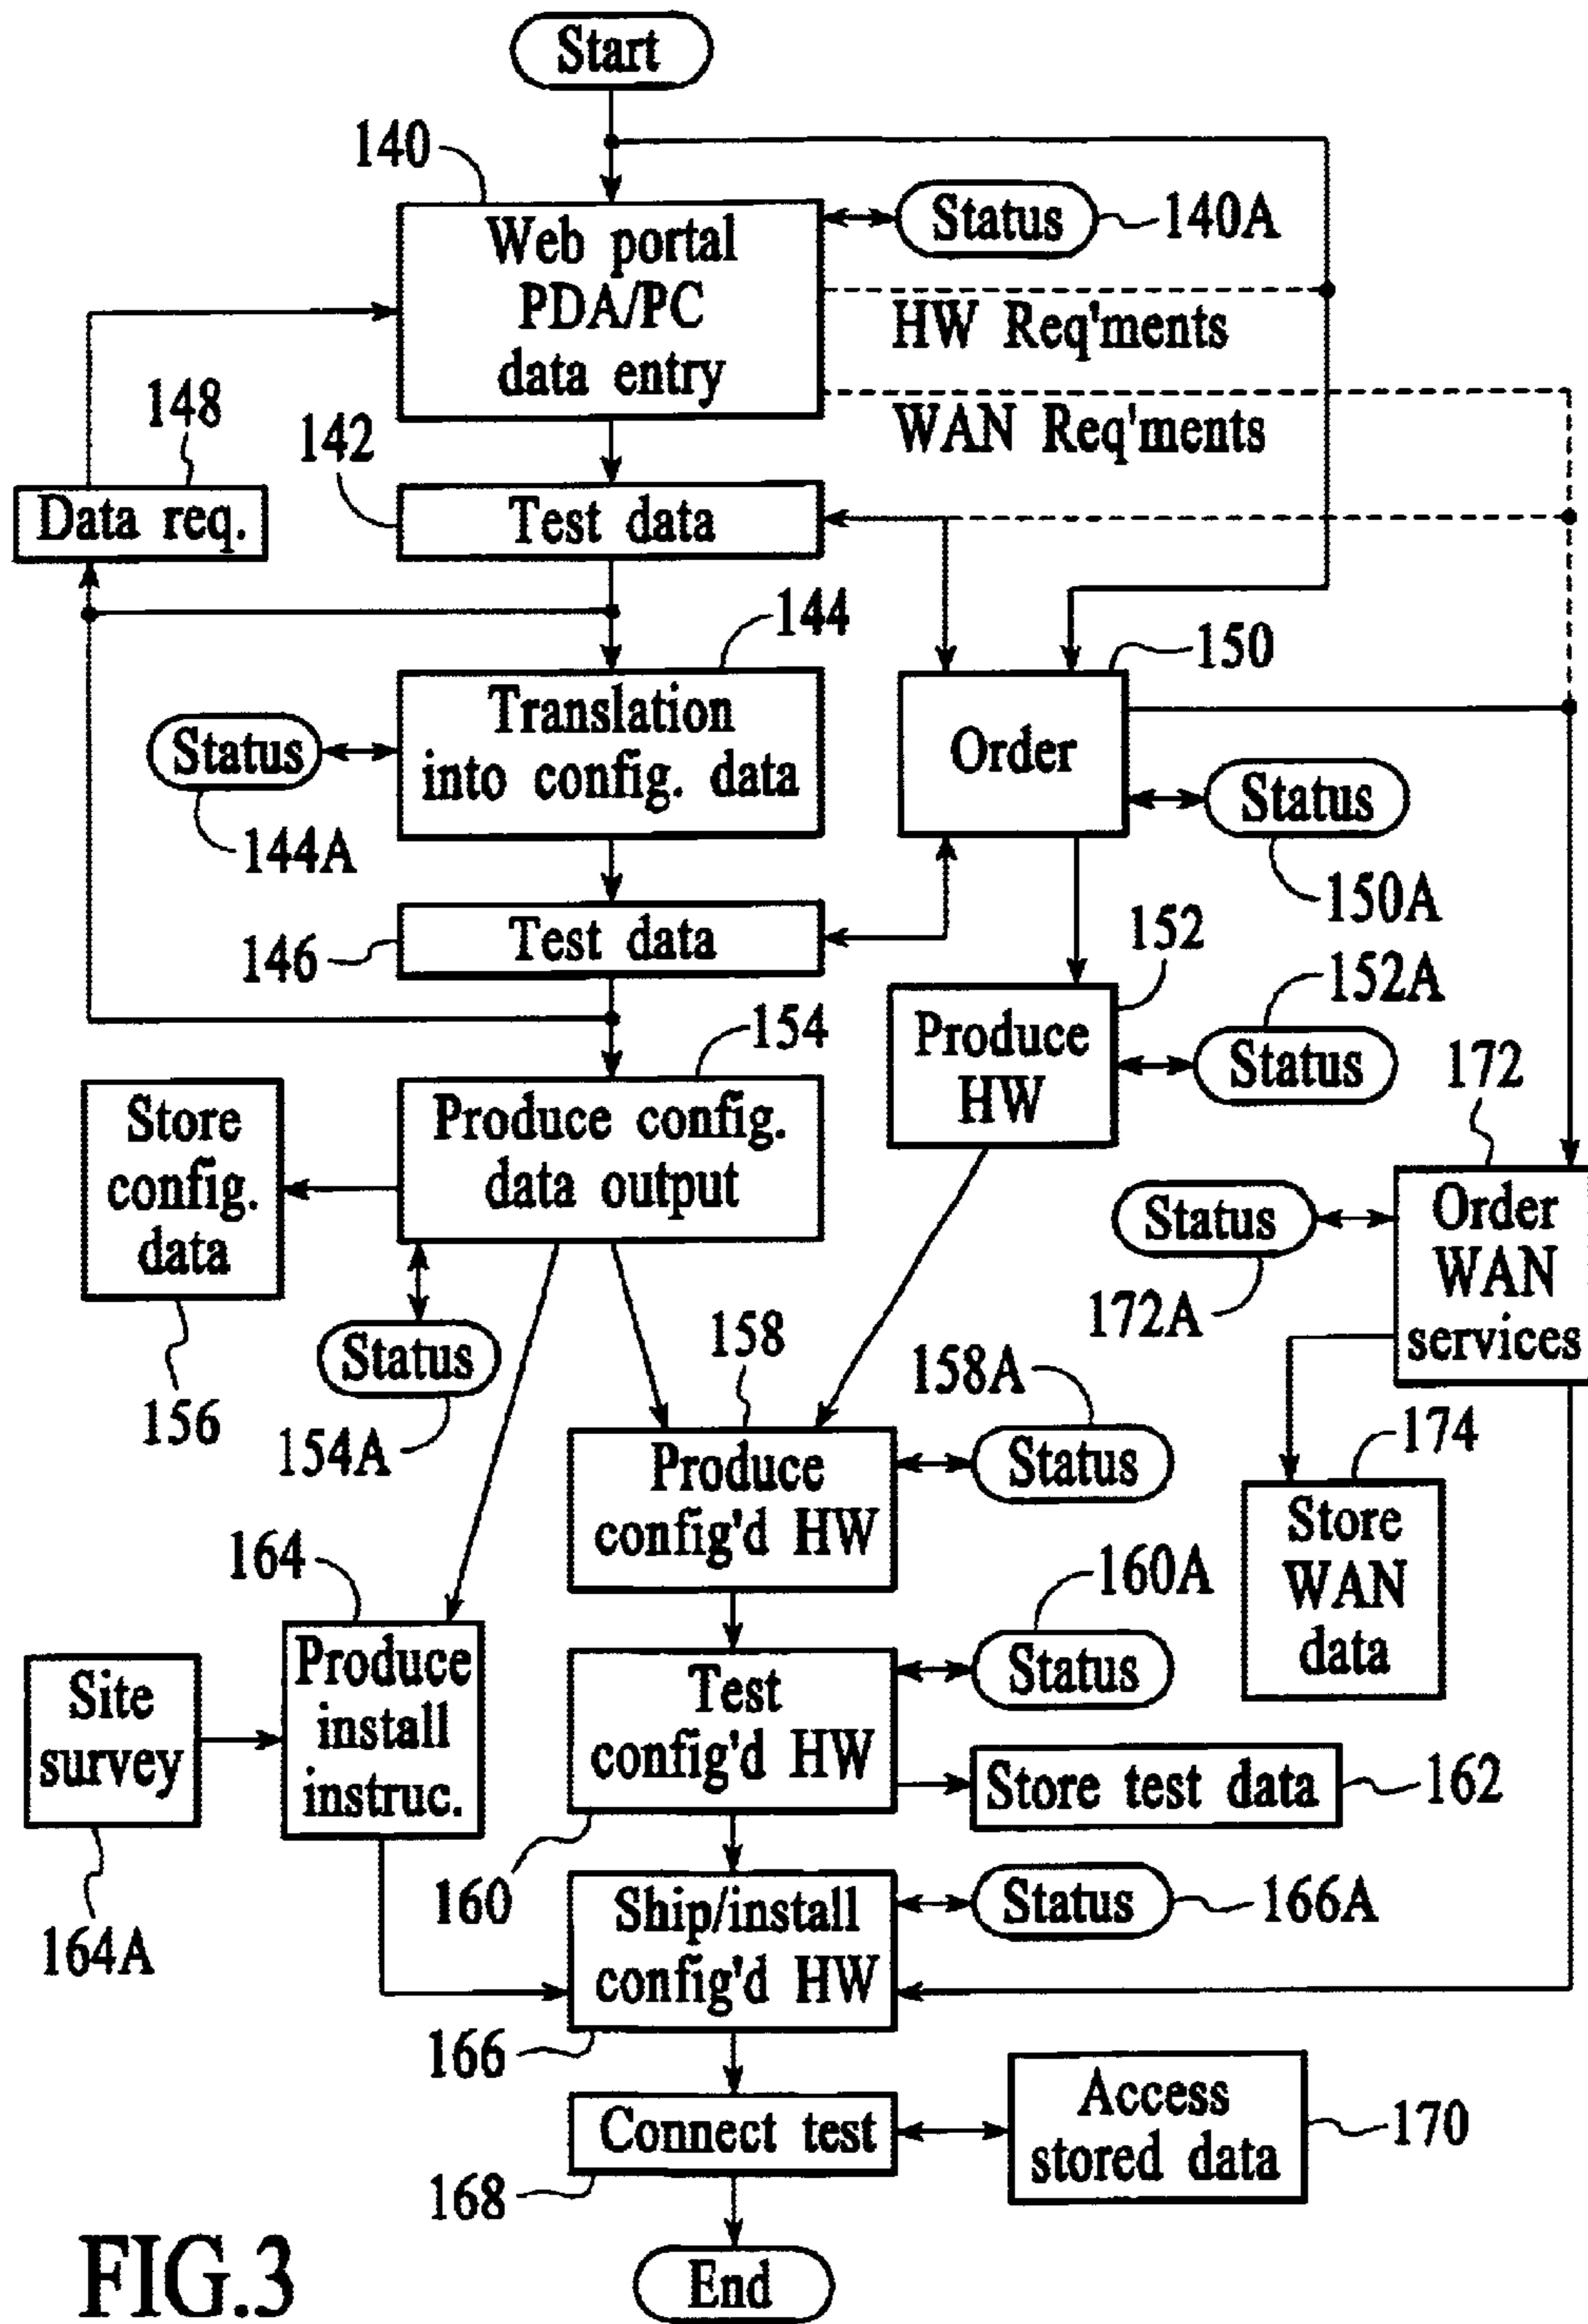 Start
140
Web portal
PDA/PC
data entry
Status
140A
HW Req'ments
WAN Req'ments
148
Data req.
142
Test data
144
Translation
into config. data
Status
144A
150
Order
Status
150A
146
Test data
152
Produce
HW
152A
Status
154
Produce config.
data output
Store
config.
data
156
Status
154A
172
Order
WAN
services
Status
172A
158
Produce
config'd HW
158A
Status
174
Store
WAN
data
164
Produce
install
instruc.
Site
survey
164A
160A
Status
Test
config'd HW
160
Store test data
162
Ship/install
config'd HW
166
Status
166A
Connect test
168
Access
stored data
170
End
FIG.3